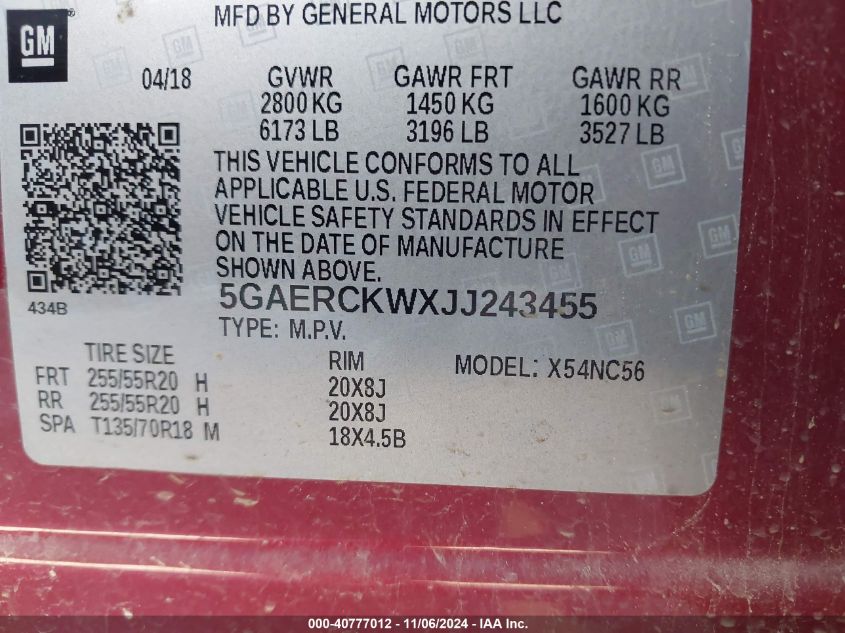 MFD BY GENERAL MOTORS LLC
GM
04/18 GVWR GAWR FRT GAWR RR
2800 KG 1450 KG 1600 KG
6173 LB 3196 LB 3527 LB
THIS VEHICLE CONFORMS TO ALL
APPLICABLE U.S. FEDERAL MOTOR
VEHICLE SAFETY STANDARDS IN EFFECT
ON THE DATE OF MANUFACTURE
SHOWN ABOVE.
434B
5GAERCKWXJJ243455
TYPE: M.P.V.
TIRE SIZE RIM MODEL: X54NC56
FRT 255/55R20 H 20X8J
RR 255/55R20 H 20X8J
SPA T135/70R18 M 18X4.5B
000-40777012 - 11/06/2024 - IAA Inc.